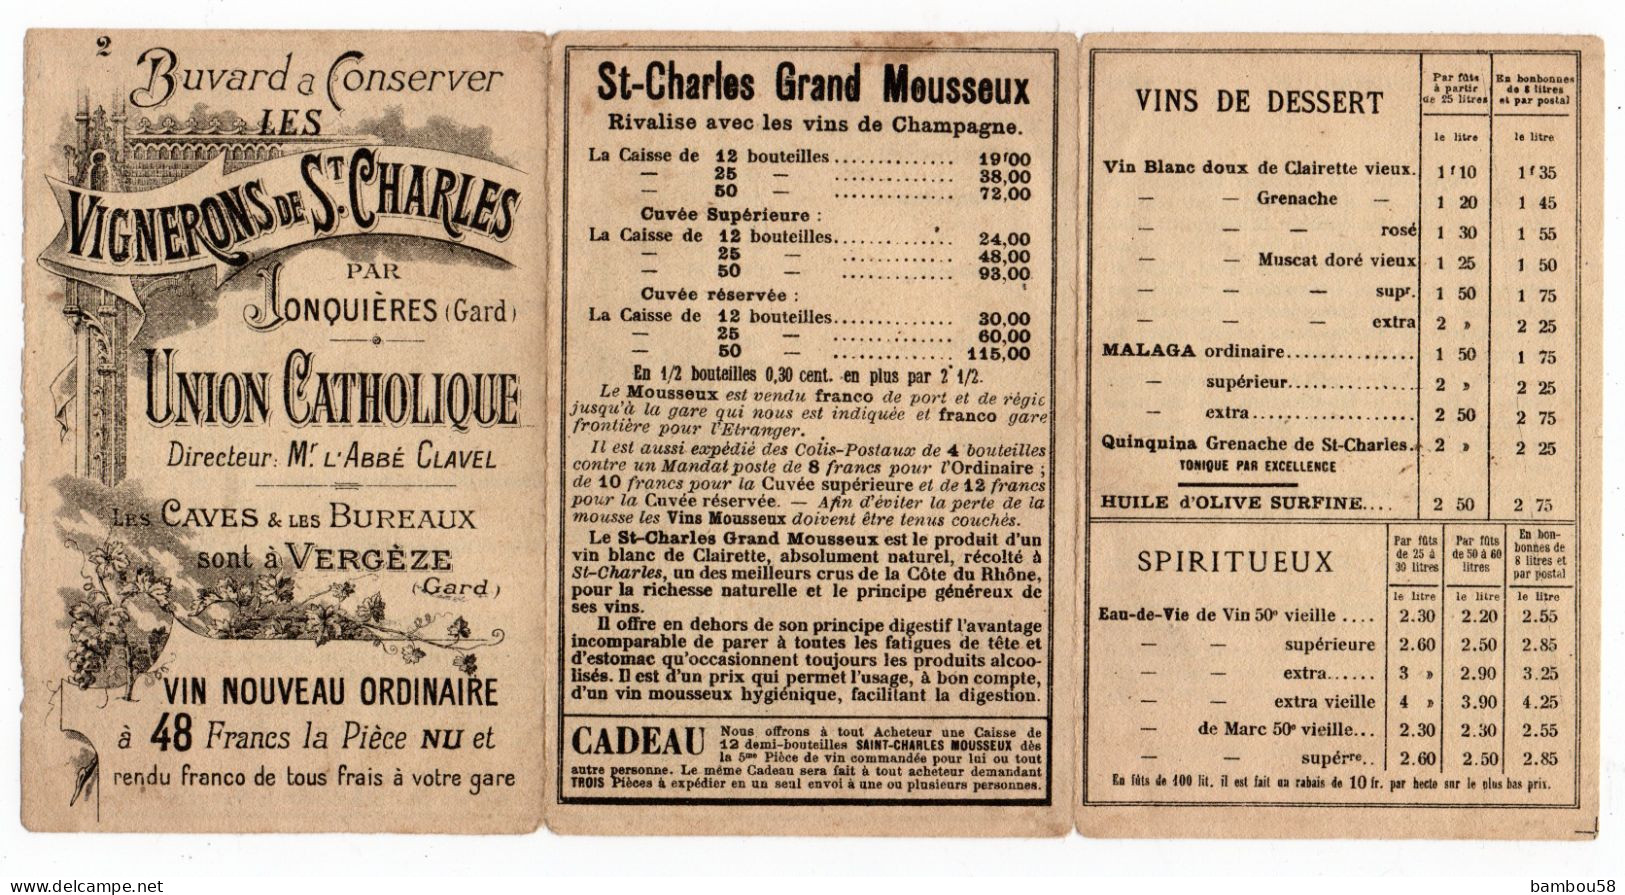 2
Buvard a Conserver
LES
VIGNERONS DE ST. CHARLES
PAR
JONQUIÈRES (Gard)
UNION CATHOLIQUE
Directeur: Mr L'ABBÉ CLAVEL
LES CAVES & LES BUREAUX
sont à VERGÈZE
(Gard)
VIN NOUVEAU ORDINAIRE
à 48 Francs la Pièce NU et
rendu franco de tous frais à votre gare
St-Charles Grand Mousseux
Rivalise avec les vins de Champagne.
La Caisse de 12 bouteilles .............. 19f00
— 25 — .............. 38,00
— 50 — .............. 72,00
Cuvée Supérieure :
La Caisse de 12 bouteilles .............. 24,00
— 25 — .............. 48,00
— 50 — .............. 93,00
Cuvée réservée :
La Caisse de 12 bouteilles .............. 30,00
— 25 — .............. 60,00
— 50 — .............. 115,00
En 1/2 bouteilles 0,30 cent. en plus par 2 1/2.
Le Mousseux est vendu franco de port et de régie
jusqu'à la gare qui nous est indiquée et franco gare
frontière pour l'Etranger.
Il est aussi expédié des Colis-Postaux de 4 bouteilles
contre un Mandat poste de 8 francs pour l'Ordinaire ;
de 10 francs pour la Cuvée supérieure et de 12 francs
pour la Cuvée réservée. — Afin d'éviter la perte de la
mousse les Vins Mousseux doivent être tenus couchés.
Le St-Charles Grand Mousseux est le produit d'un
vin blanc de Clairette, absolument naturel, récolté à
St-Charles, un des meilleurs crus de la Côte du Rhône,
pour la richesse naturelle et le principe généreux de
ses vins.
Il offre en dehors de son principe digestif l'avantage
incomparable de parer à toutes les fatigues de tête et
d'estomac qu'occasionnent toujours les produits alcoo-
lisés. Il est d'un prix qui permet l'usage, à bon compte,
d'un vin mousseux hygiénique, facilitant la digestion.
CADEAU Nous offrons à tout Acheteur une Caisse de
12 demi-bouteilles SAINT-CHARLES MOUSSEUX dès
la 5me Pièce de vin commandée pour lui ou tout
autre personne. Le même Cadeau sera fait à tout acheteur demandant
TROIS Pièces à expédier en un seul envoi à une ou plusieurs personnes.
VINS DE DESSERT
Par fûts
à partir
de 25 litres
En bonbonnes
de 8 litres
et par postal
le litre le litre
Vin Blanc doux de Clairette vieux. 1f10 1f35
— — Grenache — 1 20 1 45
— — — rosé 1 30 1 55
— — Muscat doré vieux 1 25 1 50
— — — supr. 1 50 1 75
— — — extra 2 » 2 25
MALAGA ordinaire.................. 1 50 1 75
— supérieur................. 2 » 2 25
— extra...................... 2 50 2 75
Quinquina Grenache de St-Charles. 2 » 2 25
TONIQUE PAR EXCELLENCE
HUILE d'OLIVE SURFINE.... 2 50 2 75
SPIRITUEUX
Par fûts
de 25 à
30 litres
Par fûts
de 50 à 60
litres
En bon-
bonnes de
8 litres et
par postal
le litre le litre le litre
Eau-de-Vie de Vin 50° vieille .... 2.30 2.20 2.55
— — supérieure 2.60 2.50 2.85
— — extra...... 3 » 2.90 3.25
— — extra vieille 4 » 3.90 4.25
— de Marc 50° vieille... 2.30 2.30 2.55
— — supérre.. 2.60 2.50 2.85
En fûts de 100 lit. il est fait un rabais de 10 fr. par hecto sur le plus bas prix.
delcampe.net
bambou58